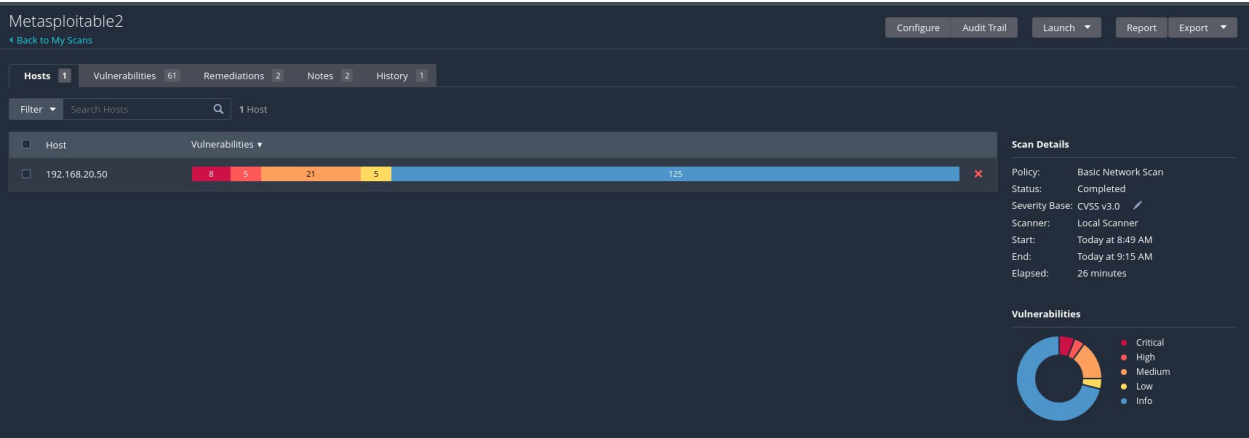 Metasploitable2
Back to My Scans
Configure Audit Trail Launch Report Export
Hosts 1 Vulnerabilities 61 Remediations 2 Notes 2 History 1
Filter Search Hosts 1 Host
Host Vulnerabilities
192.168.20.50 8 5 21 5 125
Scan Details
Policy: Basic Network Scan
Status: Completed
Severity Base: CVSS v3.0
Scanner: Local Scanner
Start: Today at 8:49 AM
End: Today at 9:15 AM
Elapsed: 26 minutes
Vulnerabilities
Critical
High
Medium
Low
Info